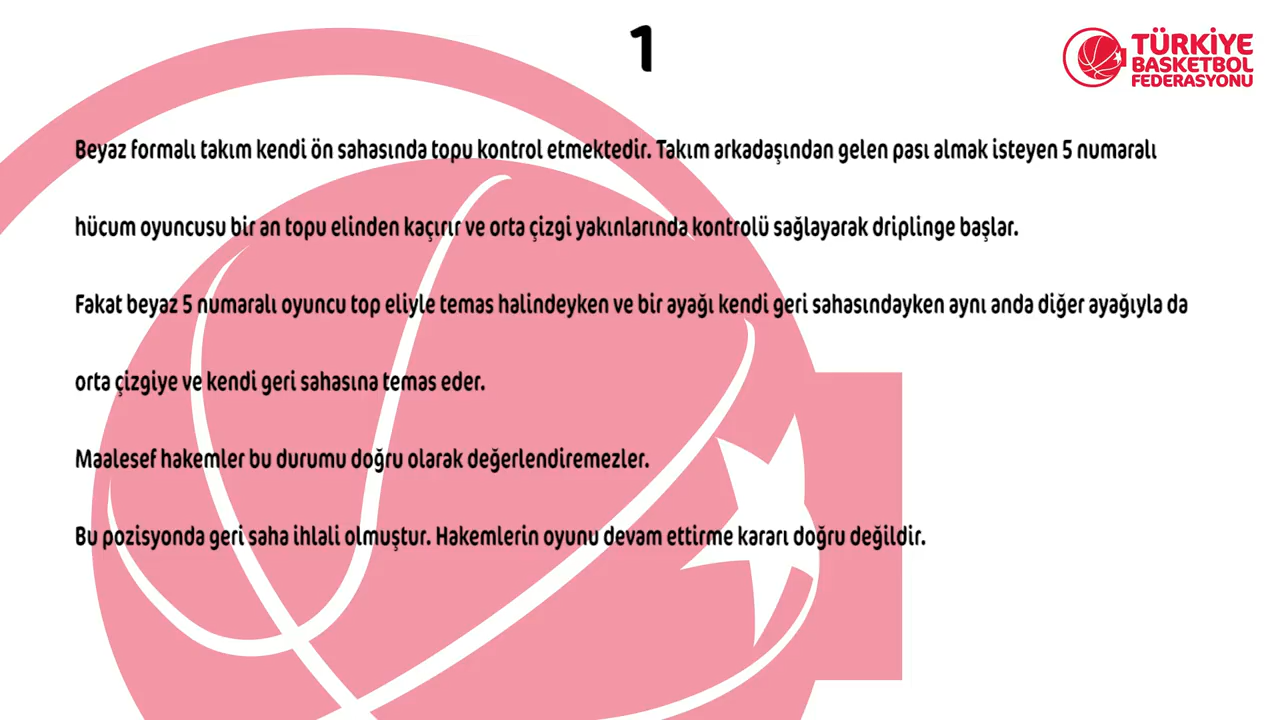 1
TÜRKİYE
BASKETBOL
FEDERASYONU
Beyaz formalı takım kendi ön sahasında topu kontrol etmektedir. Takım arkadaşından gelen pası almak isteyen 5 numaralı
hücum oyuncusu bir an topu elinden kaçırır ve orta çizgi yakınlarında kontrolü sağlayarak driplinge başlar.
Fakat beyaz 5 numaralı oyuncu top eliyle temas halindeyken ve bir ayağı kendi geri sahasındayken aynı anda diğer ayağıyla da
orta çizgiye ve kendi geri sahasına temas eder.
Maalesef hakemler bu durumu doğru olarak değerlendiremezler.
Bu pozisyonda geri saha ihlali olmuştur. Hakemlerin oyunu devam ettirme kararı doğru değildir.